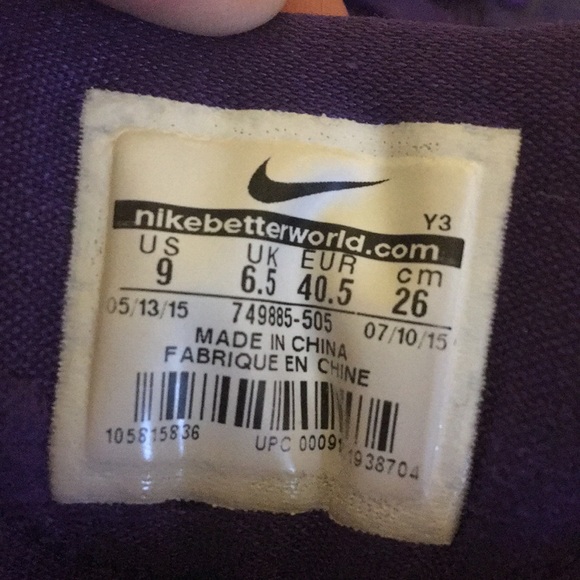 Y3
nikebetterworld.com
US UK EUR cm
9 6.5 40.5 26
05/13/15 749885-505 07/10/15
MADE IN CHINA
FABRIQUE EN CHINE
105815836 UPC 00091 1938704